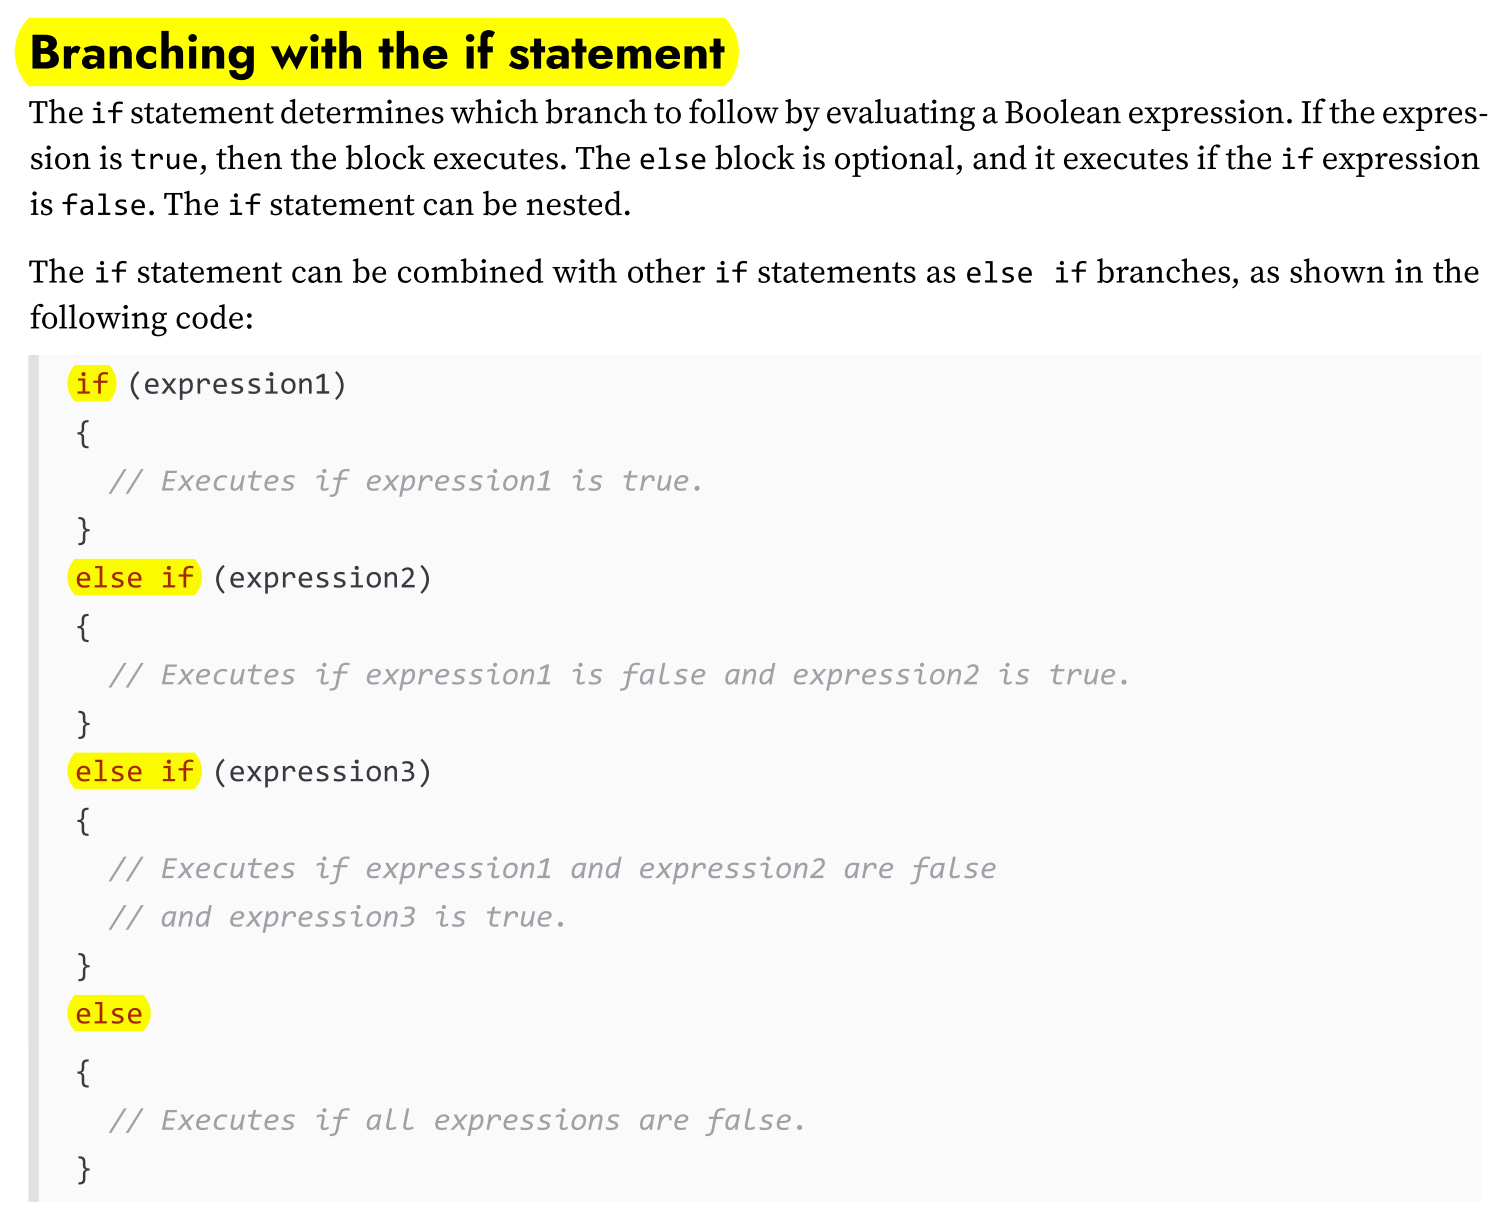 Branching with the if statement
The if statement determines which branch to follow by evaluating a Boolean expression. If the expres-
sion is true, then the block executes. The else block is optional, and it executes if the if expression
is false. The if statement can be nested.
The if statement can be combined with other if statements as else if branches, as shown in the
following code:
if (expression1)
{
  // Executes if expression1 is true.
}
else if (expression2)
{
  // Executes if expression1 is false and expression2 is true.
}
else if (expression3)
{
  // Executes if expression1 and expression2 are false
  // and expression3 is true.
}
else
{
  // Executes if all expressions are false.
}